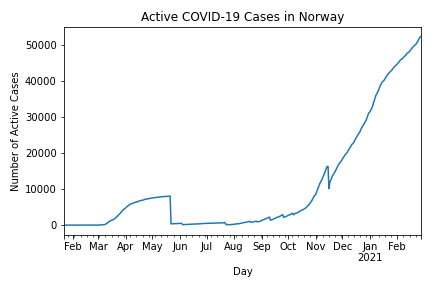 Active COVID-19 Cases in Norway
Number of Active Cases
50000
40000
30000
20000
10000
0
Feb Mar Apr May Jun Jul Aug Sep Oct Nov Dec Jan Feb
2021
Day